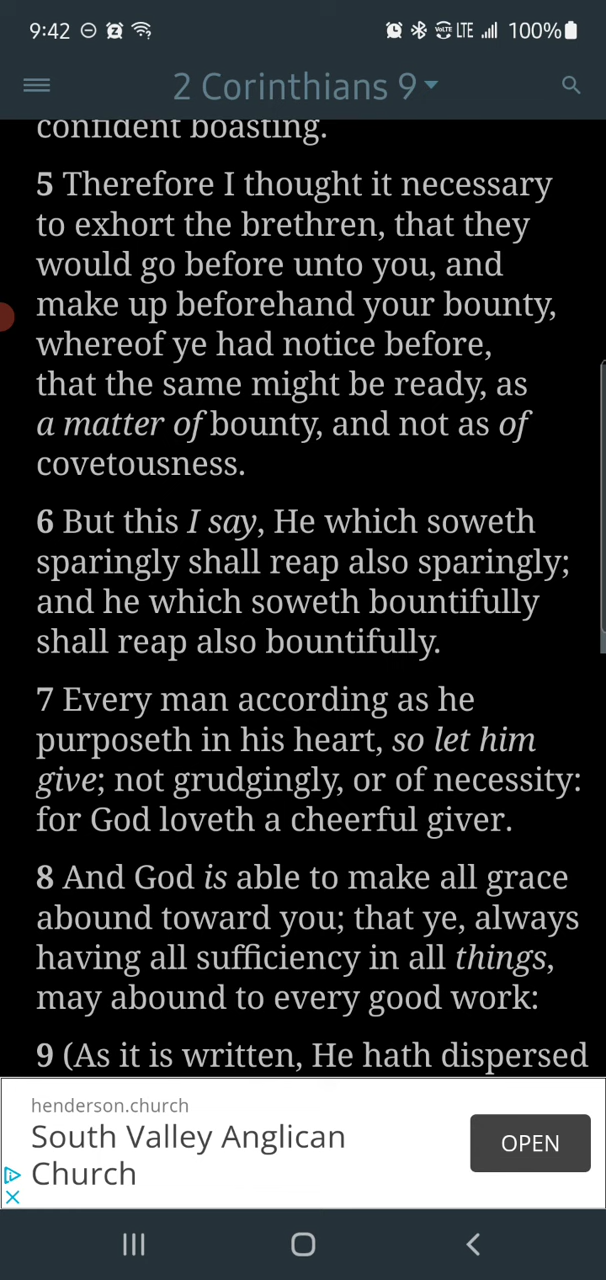 9:42 VoLTE LTE 100%
2 Corinthians 9
confident boasting.
5 Therefore I thought it necessary
to exhort the brethren, that they
would go before unto you, and
make up beforehand your bounty,
whereof ye had notice before,
that the same might be ready, as
a matter of bounty, and not as of
covetousness.
6 But this I say, He which soweth
sparingly shall reap also sparingly;
and he which soweth bountifully
shall reap also bountifully.
7 Every man according as he
purposeth in his heart, so let him
give; not grudgingly, or of necessity:
for God loveth a cheerful giver.
8 And God is able to make all grace
abound toward you; that ye, always
having all sufficiency in all things,
may abound to every good work:
9 (As it is written, He hath dispersed
henderson.church
South Valley Anglican
Church
OPEN